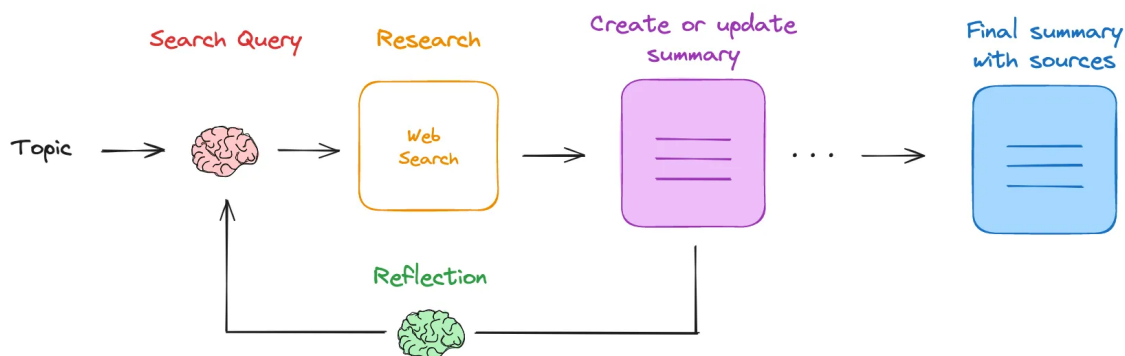 Search Query
Research
Create or update
summary
Final summary
with sources
Topic
Web
Search
...
Reflection